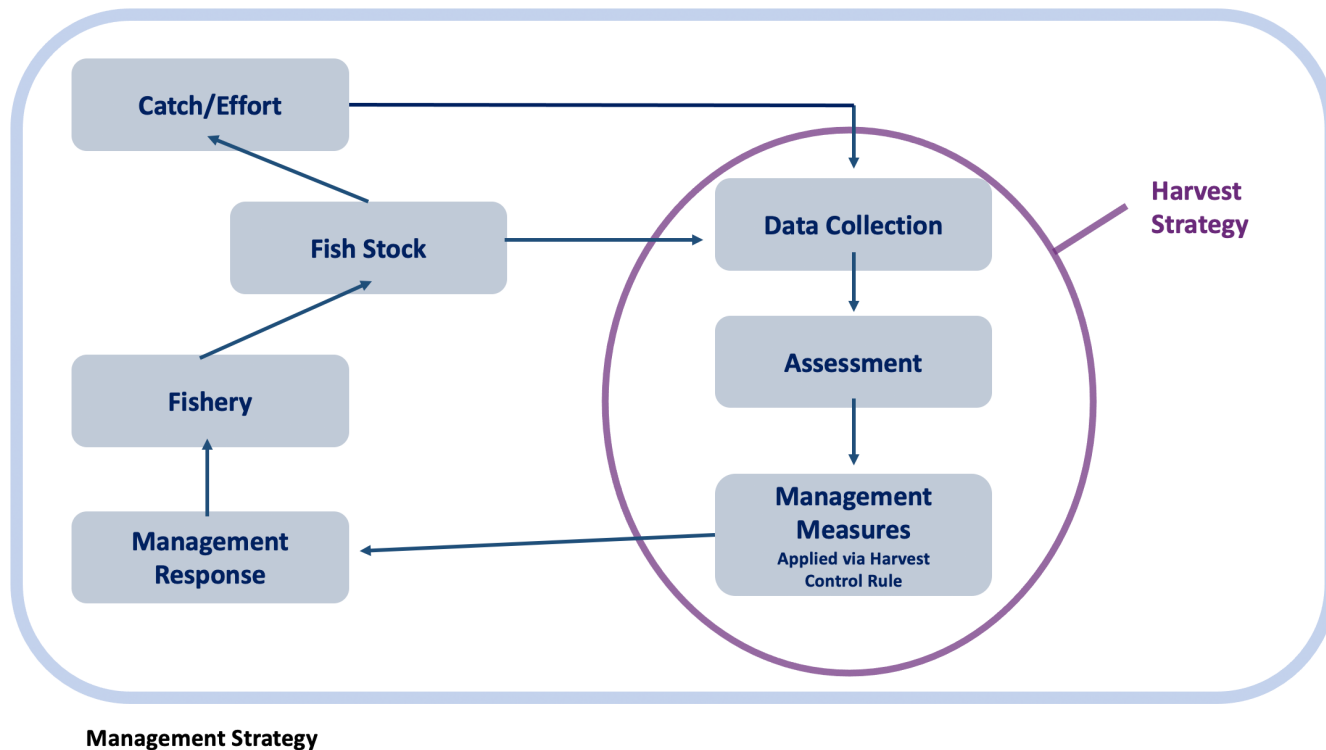 Catch/Effort
Fish Stock
Fishery
Management
Response
Data Collection
Assessment
Management
Measures
Applied via Harvest
Control Rule
Harvest
Strategy
Management Strategy